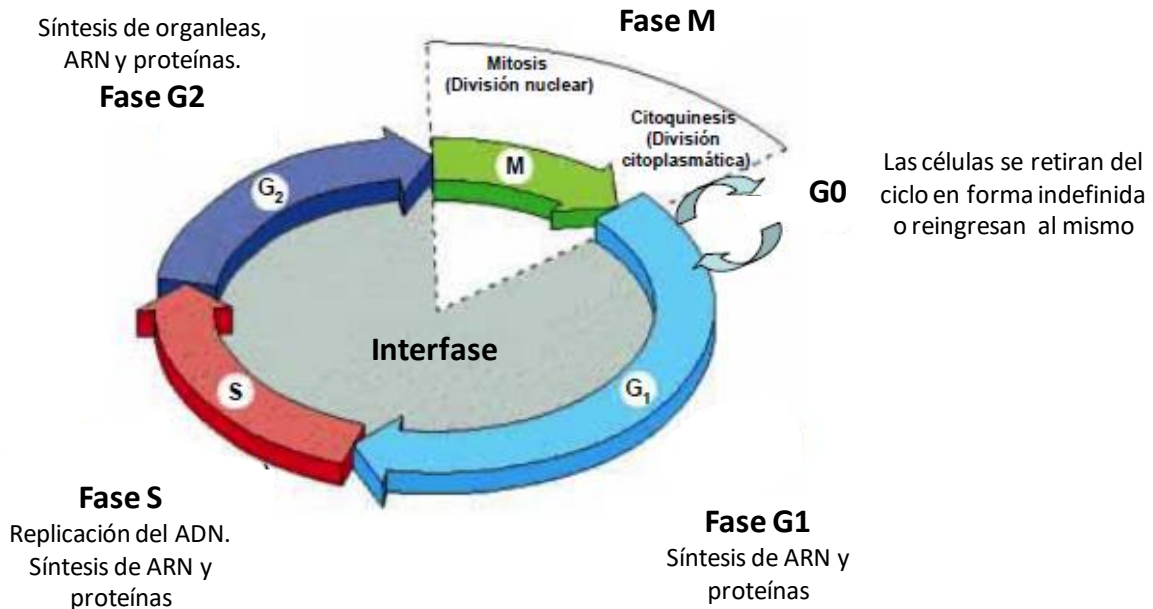 Síntesis de organleas,
ARN y proteínas.
Fase G2
Fase M
Mitosis
(División nuclear)
Citoquinesis
(División
citoplasmática)
M
G2
G0
Las células se retiran del
ciclo en forma indefinida
o reingresan al mismo
Interfase
S
G1
Fase S
Replicación del ADN.
Síntesis de ARN y
proteínas
Fase G1
Síntesis de ARN y
proteínas